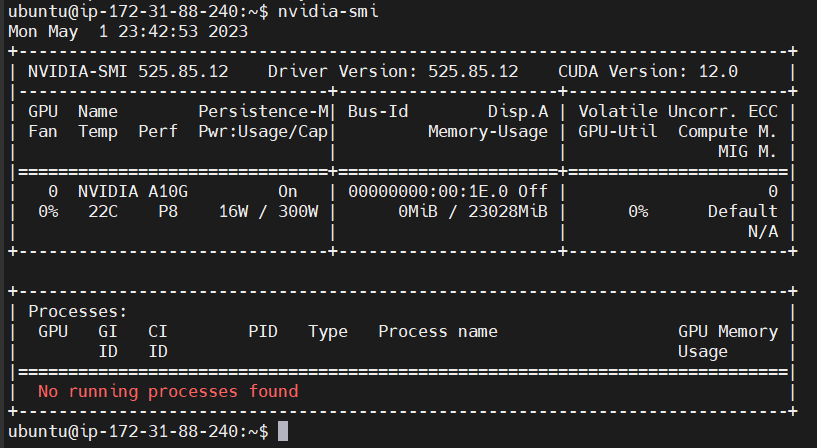 ubuntu@ip-172-31-88-240:~$ nvidia-smi
Mon May  1 23:42:53 2023
+-----------------------------------------------------------------------------+
| NVIDIA-SMI 525.85.12    Driver Version: 525.85.12    CUDA Version: 12.0     |
|-------------------------------+----------------------+----------------------+
| GPU  Name        Persistence-M| Bus-Id        Disp.A | Volatile Uncorr. ECC |
| Fan  Temp  Perf  Pwr:Usage/Cap|         Memory-Usage | GPU-Util  Compute M. |
|                               |                      |               MIG M. |
|===============================+======================+======================|
|   0  NVIDIA A10G         On   | 00000000:00:1E.0 Off |                    0 |
|  0%   22C    P8    16W / 300W |      0MiB / 23028MiB |      0%      Default |
|                               |                      |                  N/A |
+-------------------------------+----------------------+----------------------+

+-----------------------------------------------------------------------------+
| Processes:                                                                  |
|  GPU   GI   CI        PID   Type   Process name                  GPU Memory |
|        ID   ID                                                   Usage      |
|=============================================================================|
|  No running processes found                                                 |
+-----------------------------------------------------------------------------+
ubuntu@ip-172-31-88-240:~$